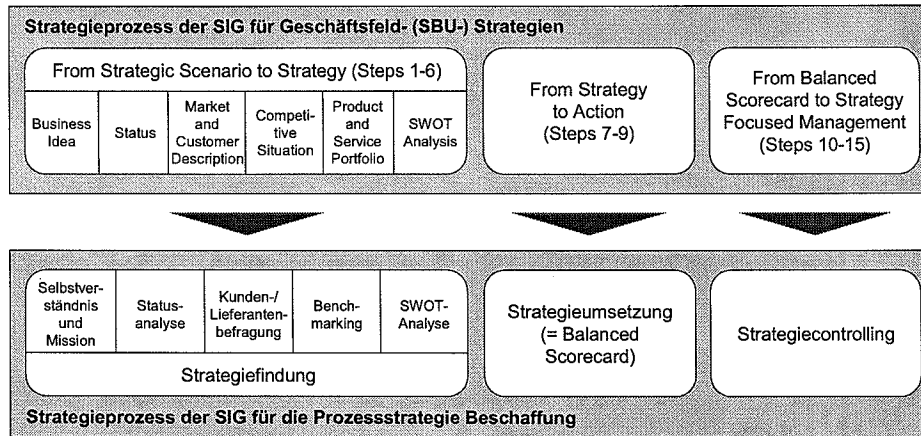 Strategieprozess der SIG für Geschäftsfeld- (SBU-) Strategien
From Strategic Scenario to Strategy (Steps 1-6)
Business
Idea
Status
Market
and
Customer
Description
Competi-
tive
Situation
Product
and
Service
Portfolio
SWOT
Analysis
From Strategy
to Action
(Steps 7-9)
From Balanced
Scorecard to Strategy
Focused Management
(Steps 10-15)
Selbstver-
ständnis
und
Mission
Status-
analyse
Kunden-/
Lieferanten-
befragung
Bench-
marking
SWOT-
Analyse
Strategiefindung
Strategieumsetzung
(= Balanced
Scorecard)
Strategiecontrolling
Strategieprozess der SIG für die Prozessstrategie Beschaffung